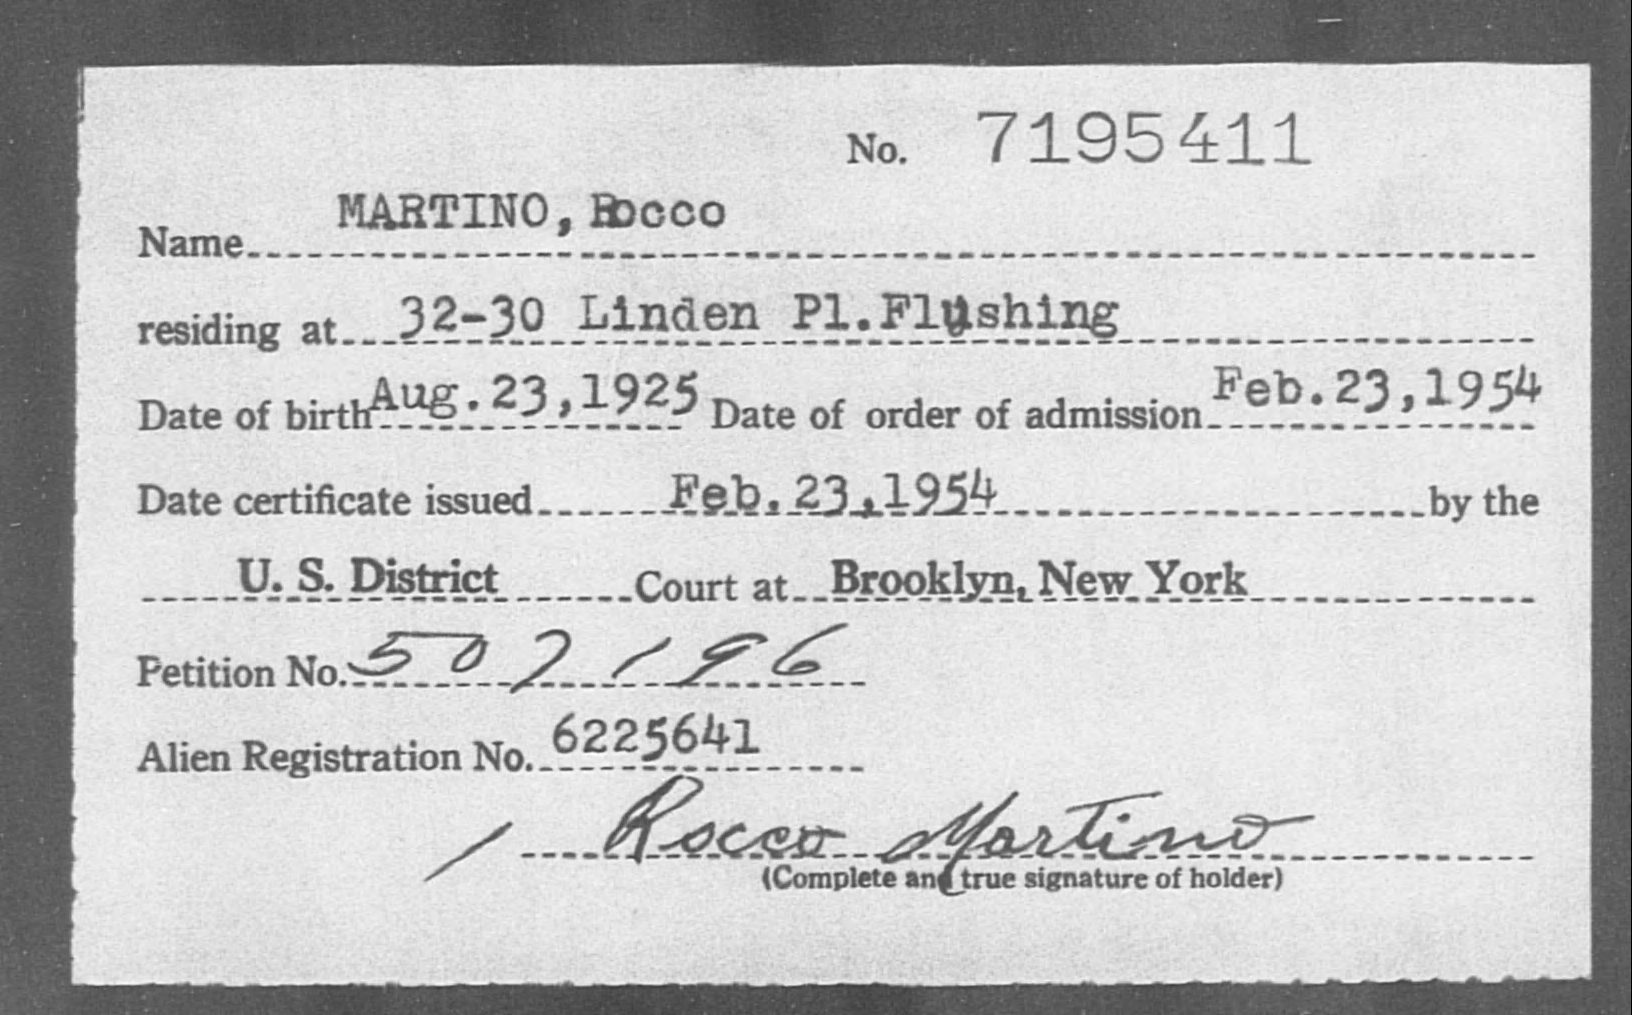 No. 7195411
Name MARTINO, Rocco
residing at 32-30 Linden Pl.Flushing
Date of birth Aug.23,1925 Date of order of admission Feb.23,1954
Date certificate issued Feb.23,1954 by the
U. S. District Court at Brooklyn, New York
Petition No. 507196
Alien Registration No. 6225641
Rocco Martino
(Complete and true signature of holder)